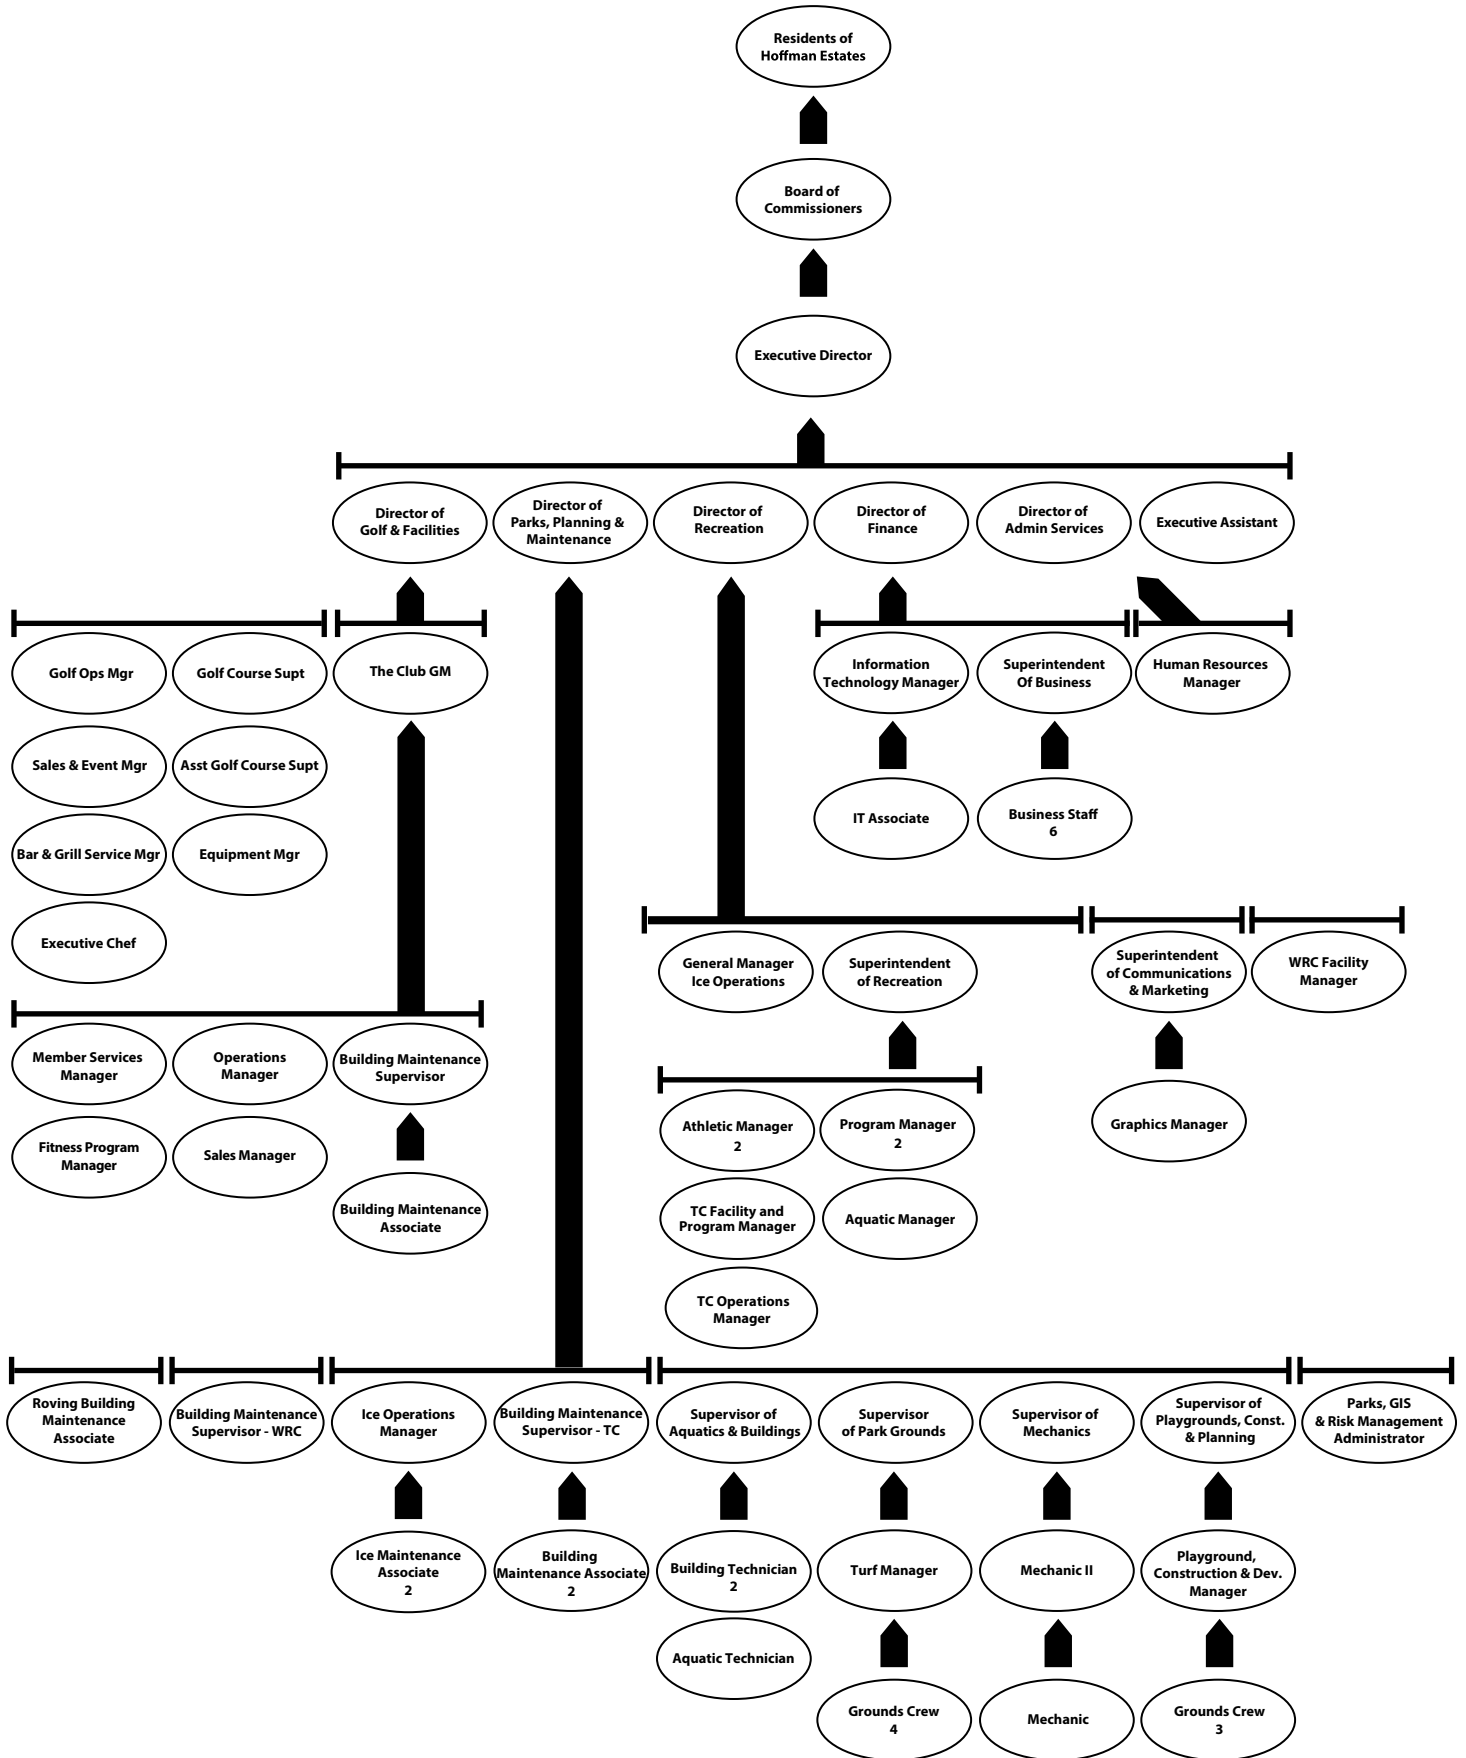 Residents of
Hoffman Estates
Board of
Commissioners
Executive Director
Director of
Golf & Facilities
Director of
Parks, Planning &
Maintenance
Director of
Recreation
Director of
Finance
Director of
Admin Services
Executive Assistant
Golf Ops Mgr
Golf Course Supt
The Club GM
Information
Technology Manager
Superintendent
Of Business
Human Resources
Manager
Sales & Event Mgr
Asst Golf Course Supt
IT Associate
Business Staff
6
Bar & Grill Service Mgr
Equipment Mgr
Executive Chef
General Manager
Ice Operations
Superintendent
of Recreation
Superintendent
of Communications
& Marketing
WRC Facility
Manager
Member Services
Manager
Operations
Manager
Building Maintenance
Supervisor
Athletic Manager
2
Program Manager
2
Graphics Manager
Fitness Program
Manager
Sales Manager
Building Maintenance
Associate
TC Facility and
Program Manager
Aquatic Manager
TC Operations
Manager
Roving Building
Maintenance
Associate
Building Maintenance
Supervisor - WRC
Ice Operations
Manager
Building Maintenance
Supervisor - TC
Supervisor of
Aquatics & Buildings
Supervisor
of Park Grounds
Supervisor of
Mechanics
Supervisor of
Playgrounds, Const.
& Planning
Parks, GIS
& Risk Management
Administrator
Ice Maintenance
Associate
2
Building
Maintenance Associate
2
Building Technician
2
Turf Manager
Mechanic II
Playground,
Construction & Dev.
Manager
Aquatic Technician
Grounds Crew
4
Mechanic
Grounds Crew
3